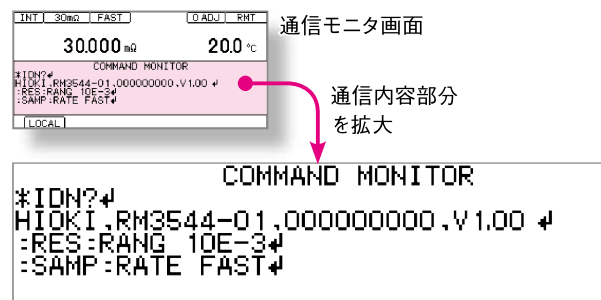 INT 30mΩ FAST 0 ADJ RMT
30.000 mΩ 20.0 ℃
COMMAND MONITOR
*IDN?↲
HIOKI,RM3544-01,000000000,V1.00 ↲
:RES:RANG 10E-3↲
:SAMP:RATE FAST↲
LOCAL
通信モニタ画面
通信内容部分
を拡大
COMMAND MONITOR
*IDN?↲
HIOKI,RM3544-01,000000000,V1.00 ↲
:RES:RANG 10E-3↲
:SAMP:RATE FAST↲